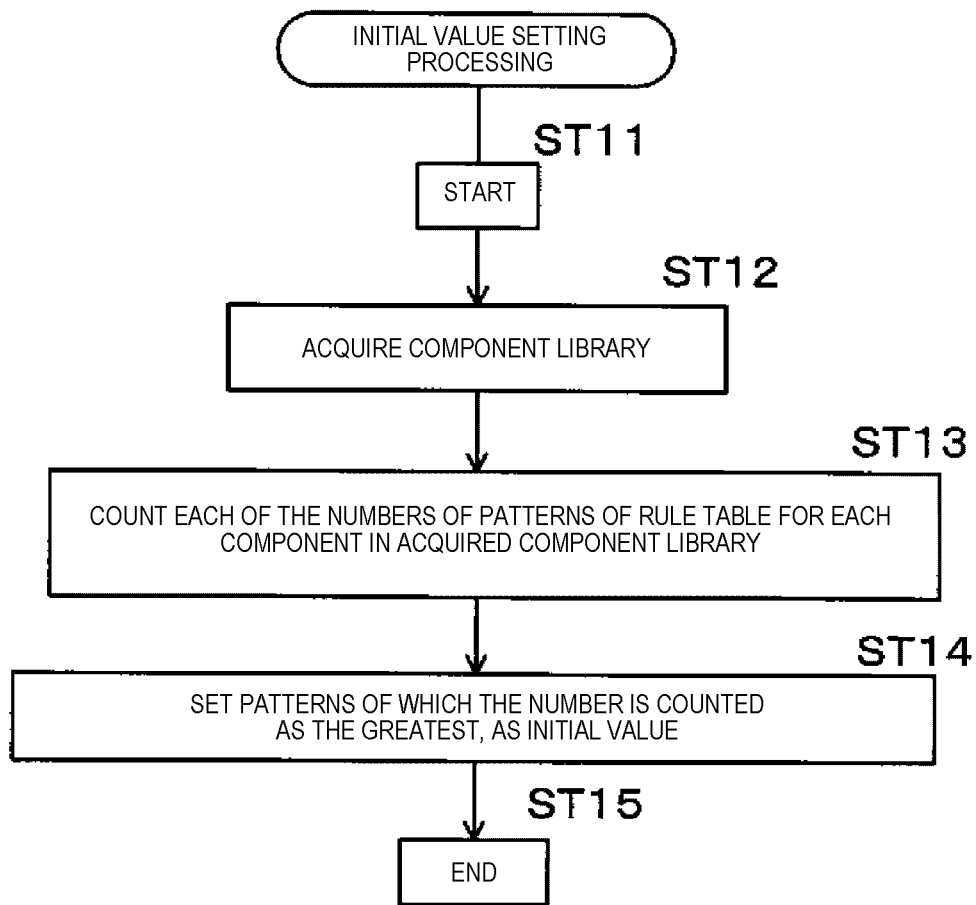 INITIAL VALUE SETTING
PROCESSING
ST11
START
ST12
ACQUIRE COMPONENT LIBRARY
ST13
COUNT EACH OF THE NUMBERS OF PATTERNS OF RULE TABLE FOR EACH
COMPONENT IN ACQUIRED COMPONENT LIBRARY
ST14
SET PATTERNS OF WHICH THE NUMBER IS COUNTED
AS THE GREATEST, AS INITIAL VALUE
ST15
END